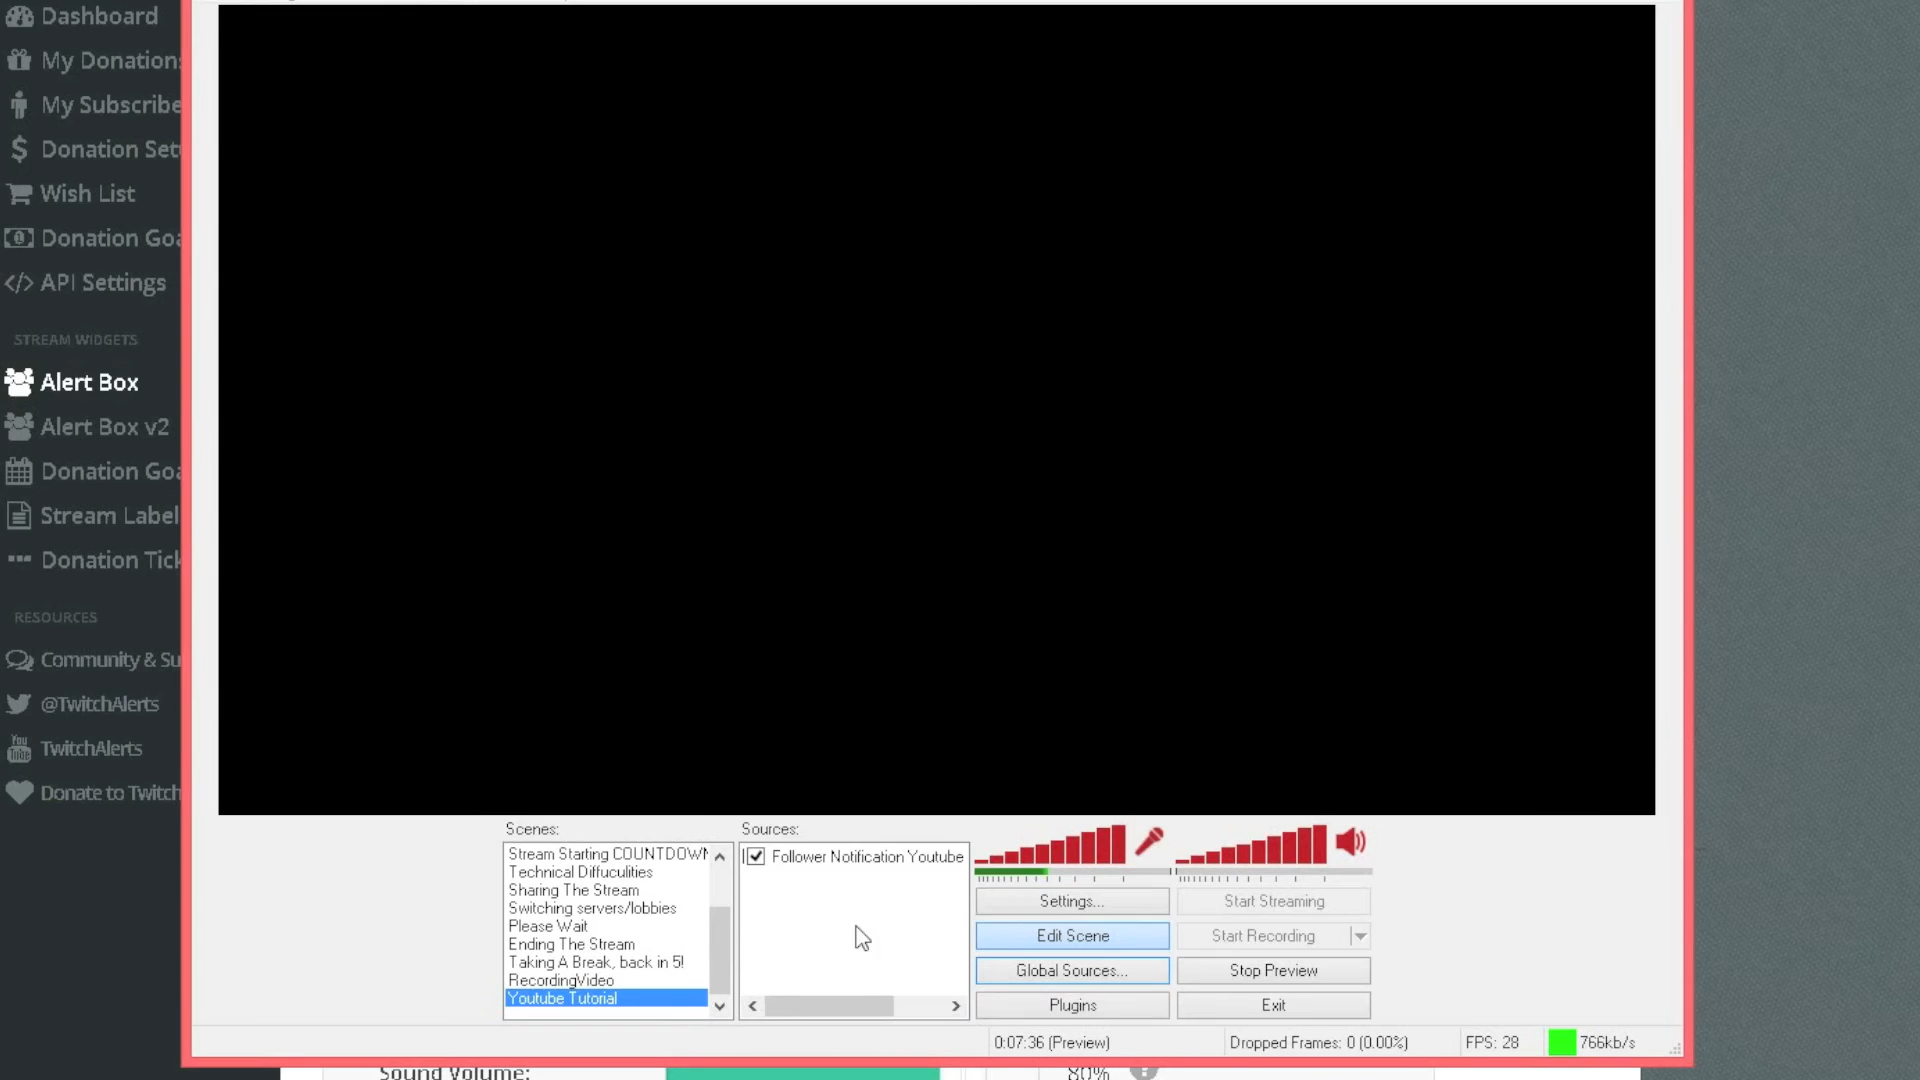 Dashboard
My Donation
My Subscribe
Donation Set
Wish List
Donation Goa
API Settings
STREAM WIDGETS
Alert Box
Alert Box v2
Donation Goa
Stream Label
Donation Tick
RESOURCES
Community & Su
@TwitchAlerts
TwitchAlerts
Donate to Twitch
Scenes:
Stream Starting COUNTDOWN
Technical Diffuculities
Sharing The Stream
Switching servers/lobbies
Please Wait
Ending The Stream
Taking A Break, back in 5!
RecordingVideo
Youtube Tutorial
Sources:
Follower Notification Youtube
Settings...
Start Streaming
Edit Scene
Start Recording
Global Sources...
Stop Preview
Plugins
Exit
0:07:36 (Preview)
Dropped Frames: 0 (0.00%)
FPS: 28
766kb/s
Sound Volume:
80%